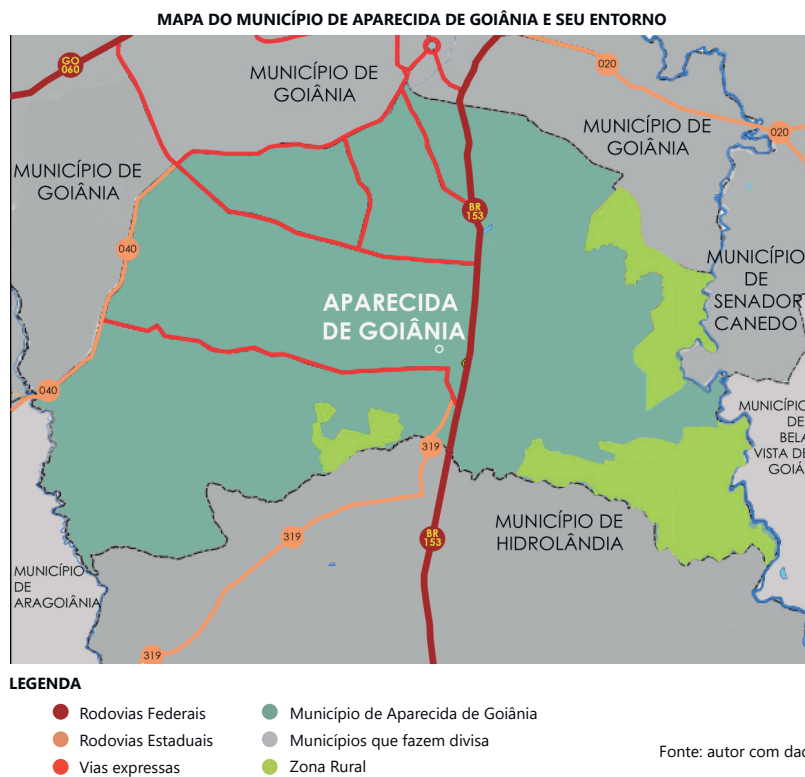 MAPA DO MUNICÍPIO DE APARECIDA DE GOIÂNIA E SEU ENTORNO
GO
060
MUNICÍPIO DE
GOIÂNIA
020
MUNICÍPIO DE
GOIÂNIA
020
MUNICÍPIO DE
GOIÂNIA
BR
153
040
MUNICÍPIO
DE
SENADOR
CANEDO
APARECIDA
DE GOIÂNIA
040
MUNICÍPIO
DE
BELA
VISTA DE
GOIÁ
319
MUNICÍPIO DE
HIDROLÂNDIA
BR
153
319
MUNICÍPIO
DE
ARAGOIÂNIA
319
LEGENDA
Rodovias Federais
Rodovias Estaduais
Vias expressas
Município de Aparecida de Goiânia
Municípios que fazem divisa
Zona Rural
Fonte: autor com dad